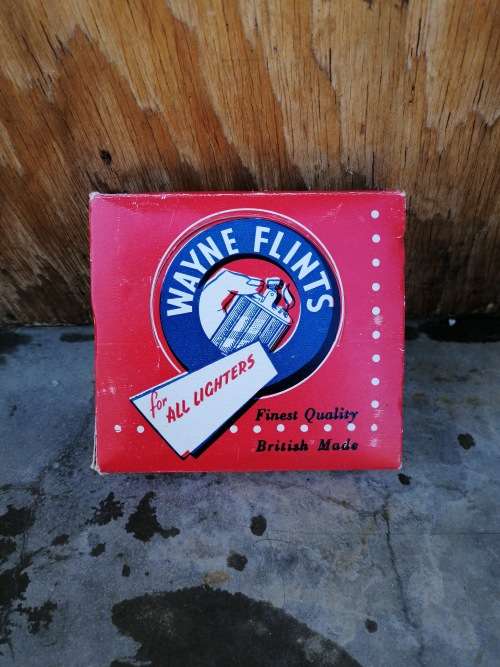 WAYNE FLINTS
for
ALL LIGHTERS
Finest Quality
British Made